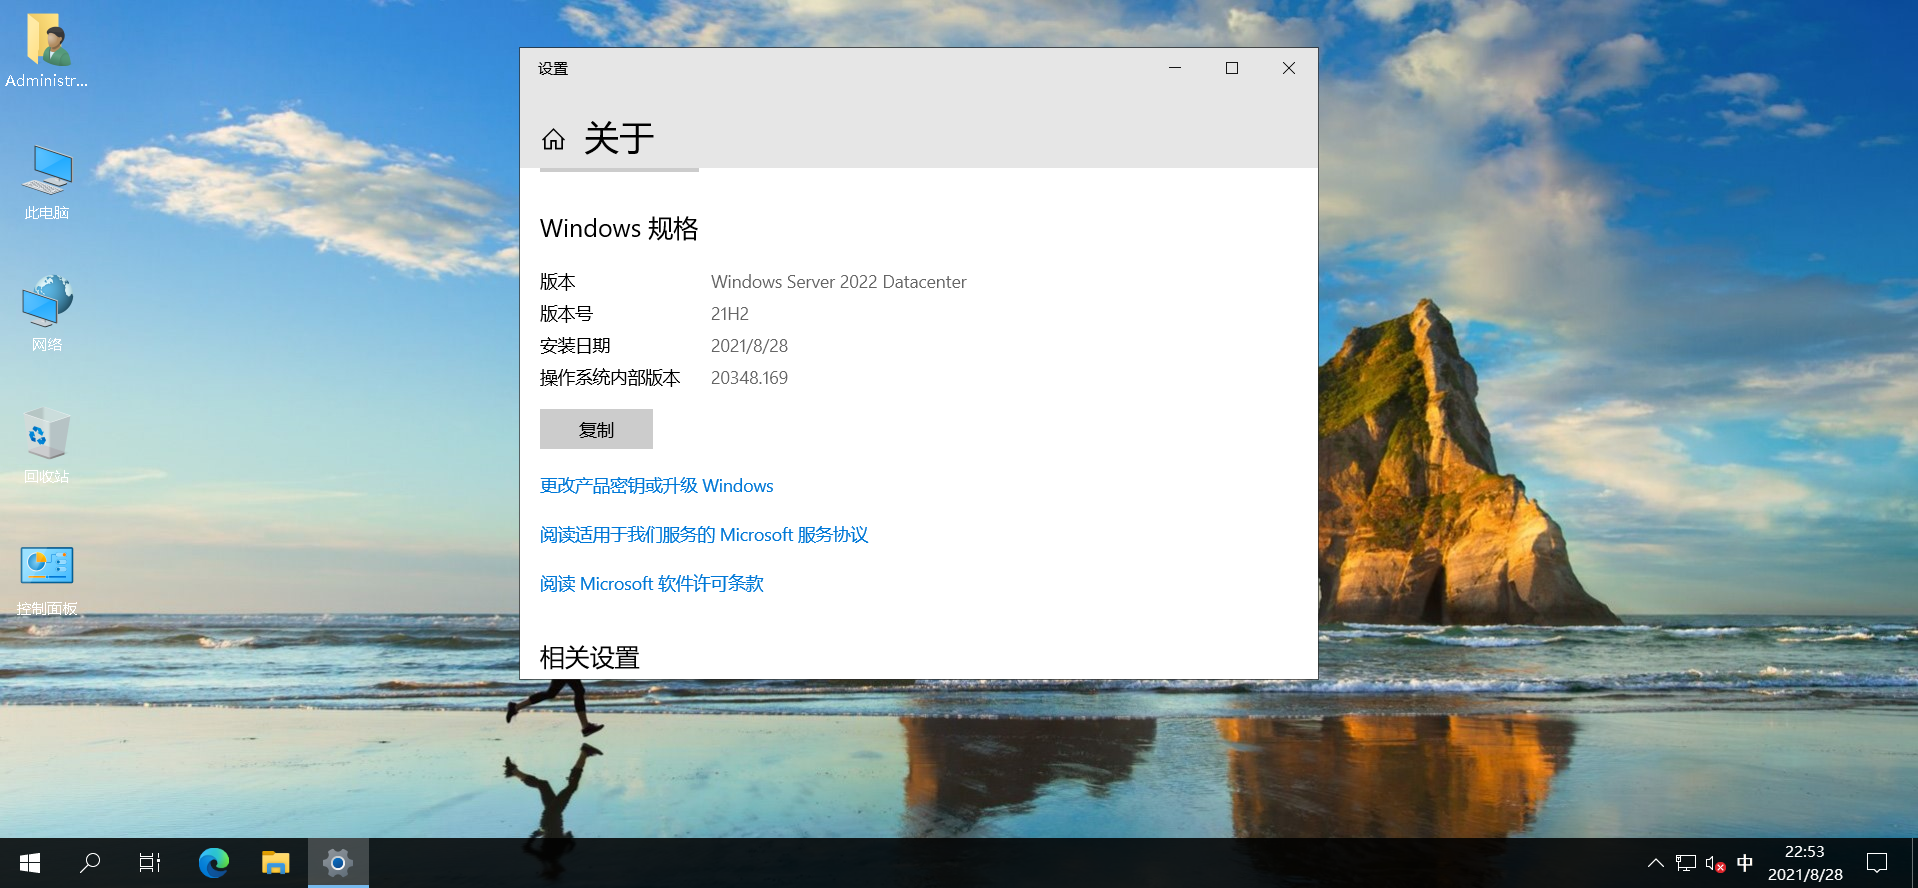 Administr...
此电脑
网络
回收站
控制面板
设置
关于
Windows 规格
版本 Windows Server 2022 Datacenter
版本号 21H2
安装日期 2021/8/28
操作系统内部版本 20348.169
复制
更改产品密钥或升级 Windows
阅读适用于我们服务的 Microsoft 服务协议
阅读 Microsoft 软件许可条款
相关设置
中
22:53
2021/8/28